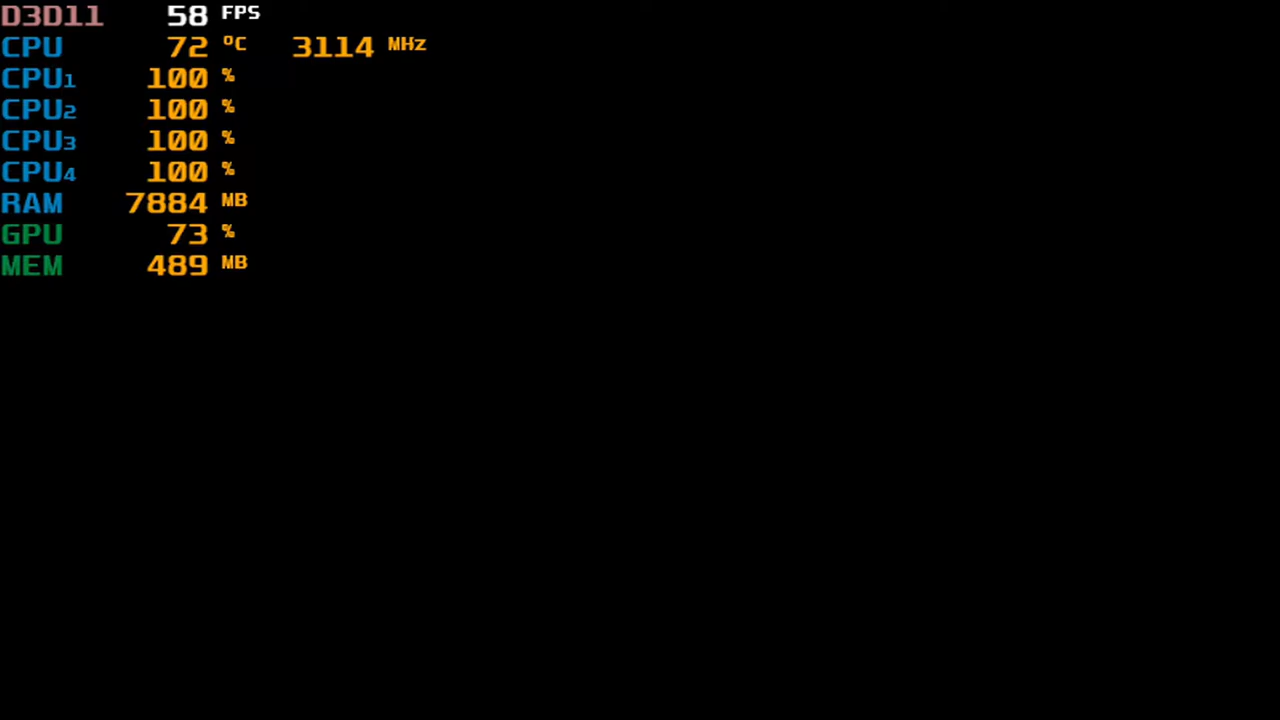 D3D11 58 FPS
CPU 72 °C 3114 MHz
CPU1 100 %
CPU2 100 %
CPU3 100 %
CPU4 100 %
RAM 7884 MB
GPU 73 %
MEM 489 MB